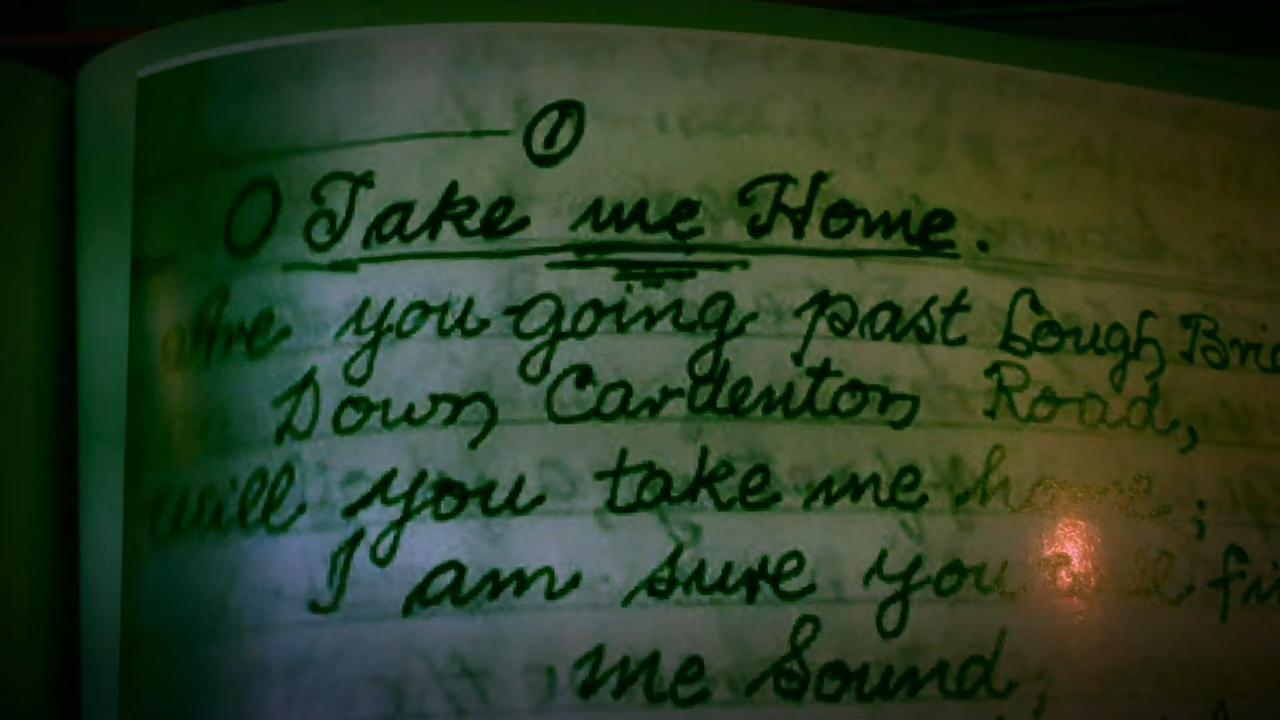 ①
Take me Home.
Are you going past Lough
Down Cardenton Road,
will you take me home;
I am sure you
me Sound